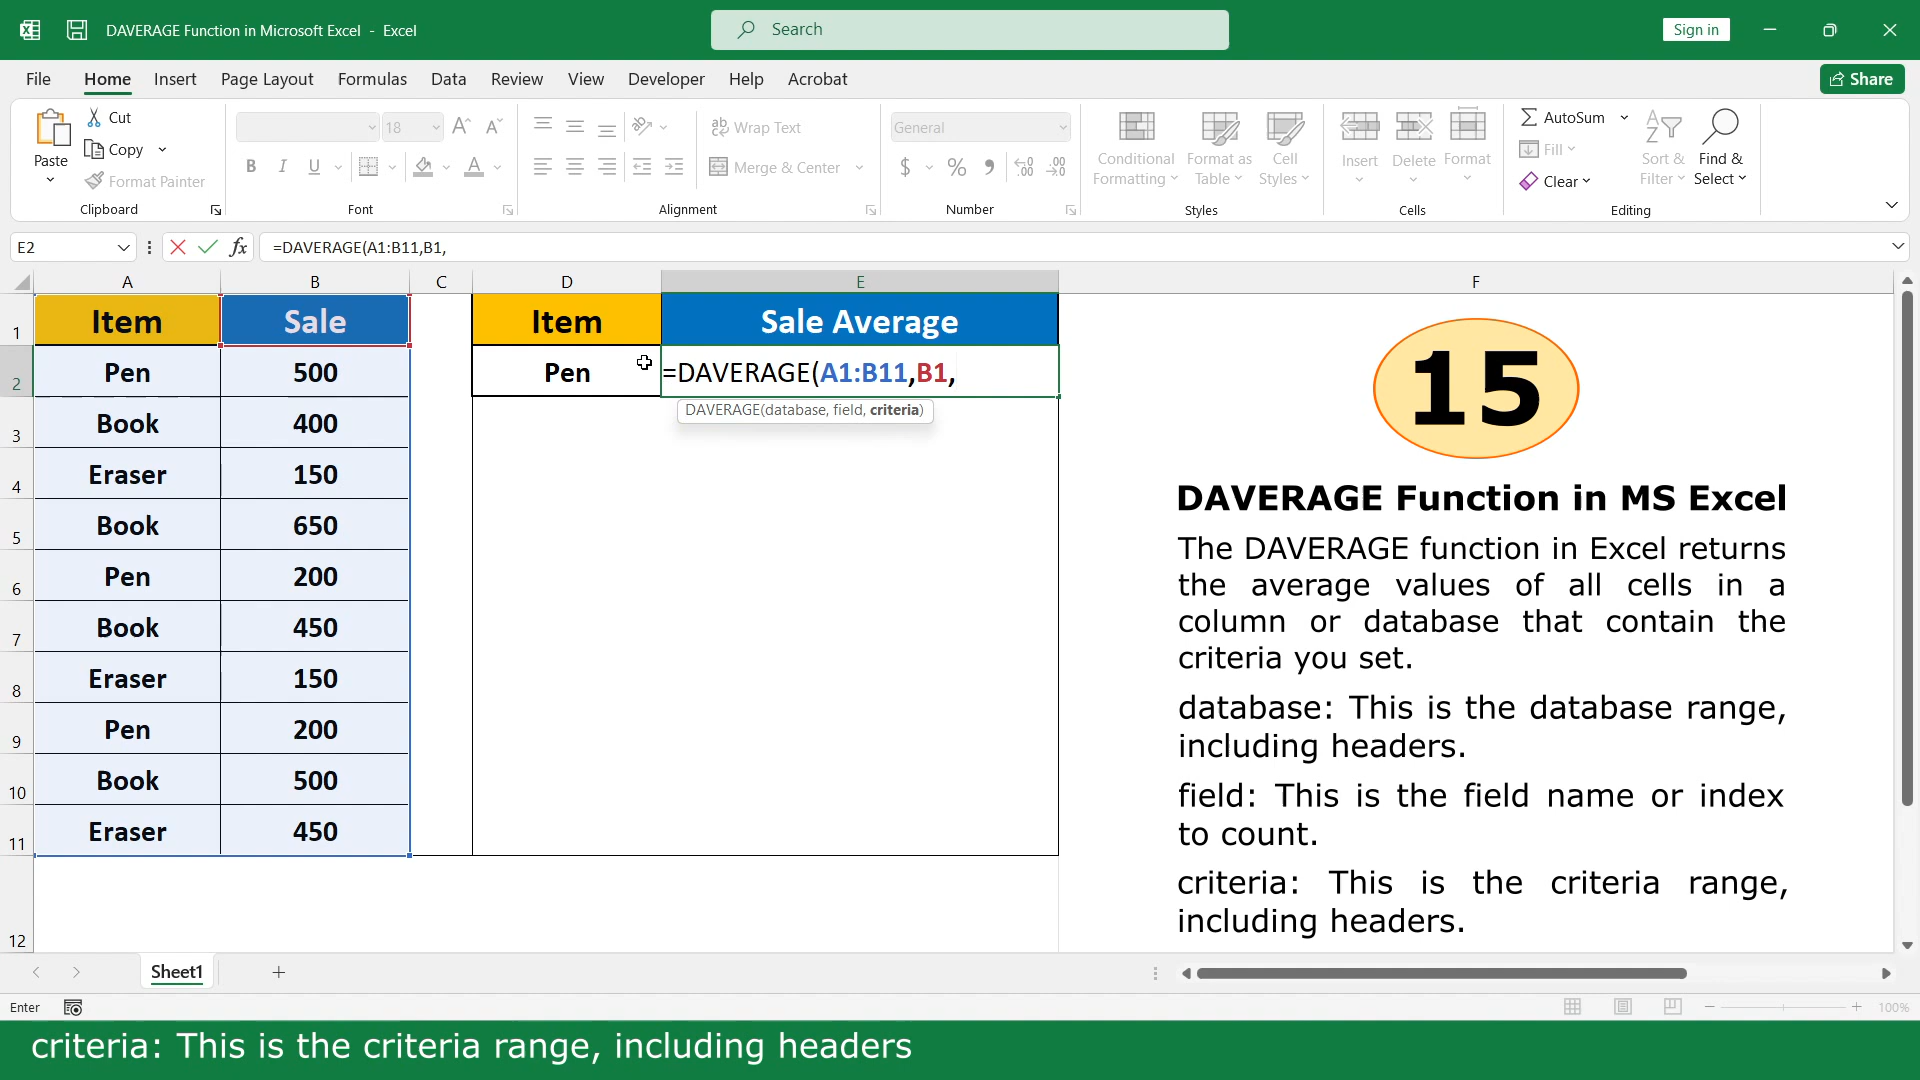 DAVERAGE Function in Microsoft Excel - Excel
Search
Sign in
File Home Insert Page Layout Formulas Data Review View Developer Help Acrobat
Share
Paste
Cut
Copy
Format Painter
Clipboard
18
B I U
A
Font
Wrap Text
Merge & Center
Alignment
General
$ %
Number
Conditional Formatting
Format as Table
Cell Styles
Styles
Insert
Delete
Format
Cells
AutoSum
Fill
Clear
Sort & Filter
Find & Select
Editing
E2
fx
=DAVERAGE(A1:B11,B1,
A B C D E F
1 Item Sale Item Sale Average
2 Pen 500 Pen =DAVERAGE(A1:B11,B1,
DAVERAGE(database, field, criteria)
3 Book 400
4 Eraser 150
5 Book 650
6 Pen 200
7 Book 450
8 Eraser 150
9 Pen 200
10 Book 500
11 Eraser 450
12
15
DAVERAGE Function in MS Excel
The DAVERAGE function in Excel returns
the average values of all cells in a
column or database that contain the
criteria you set.
database: This is the database range,
including headers.
field: This is the field name or index
to count.
criteria: This is the criteria range,
including headers.
Sheet1
Enter
100%
criteria: This is the criteria range, including headers